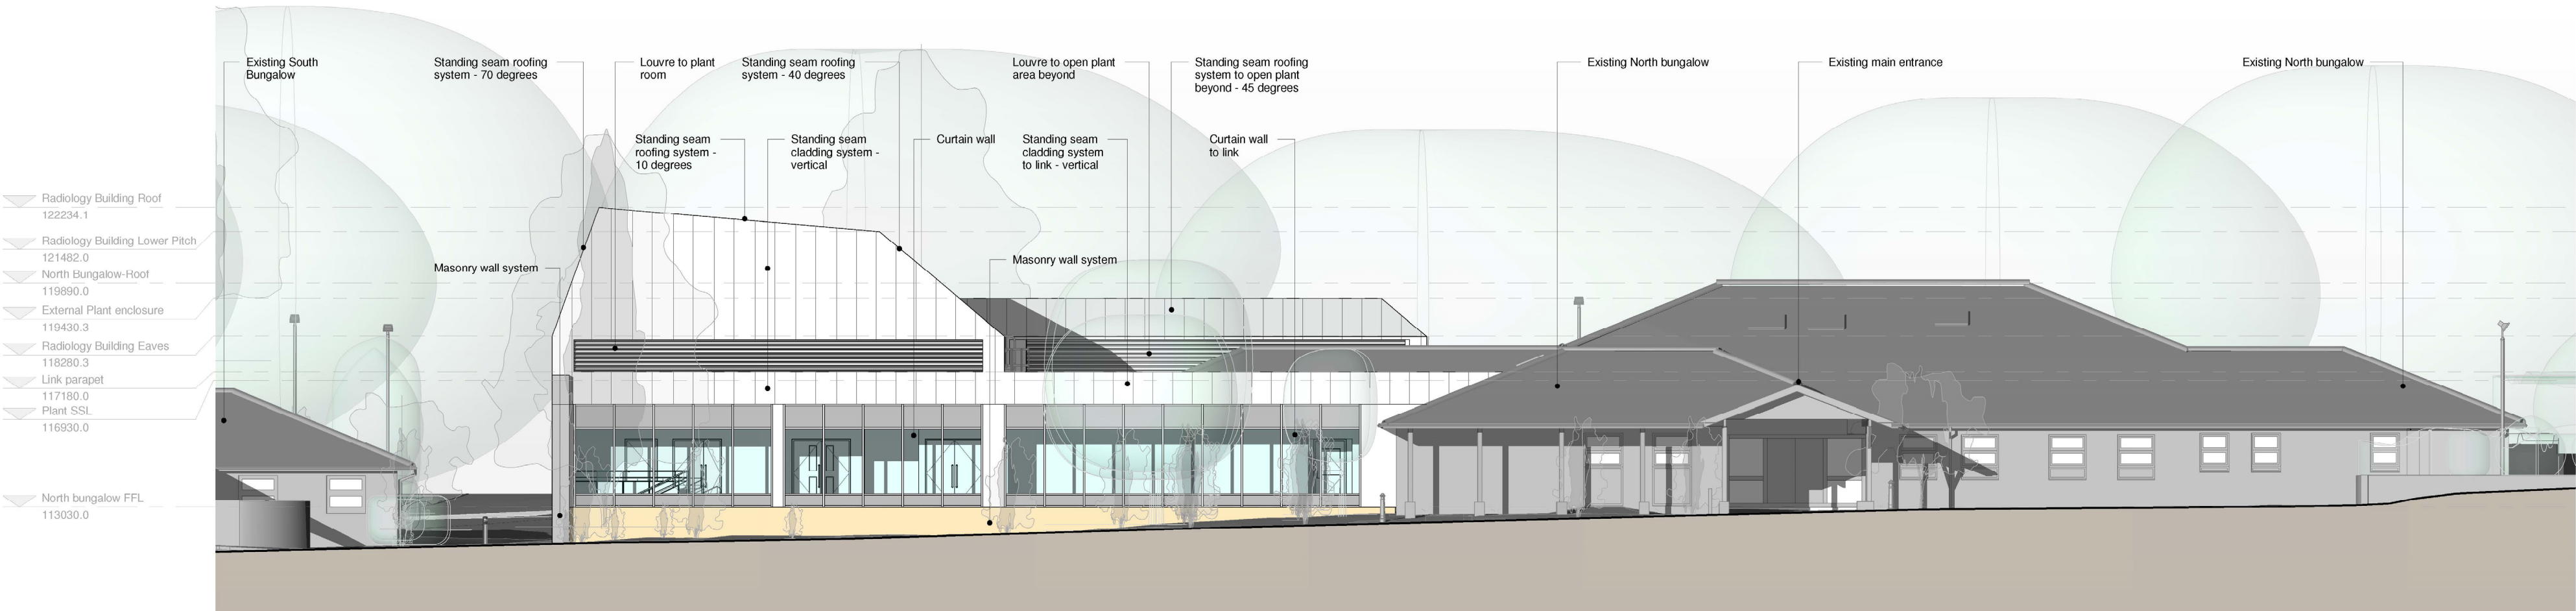 Existing South
Bungalow
Standing seam roofing
system - 70 degrees
Louvre to plant
room
Standing seam roofing
system - 40 degrees
Louvre to open plant
area beyond
Standing seam roofing
system to open plant
beyond - 45 degrees
Existing North bungalow
Existing main entrance
Existing North bungalow
Standing seam
roofing system -
10 degrees
Standing seam
cladding system -
vertical
Curtain wall
Standing seam
cladding system
to link - vertical
Curtain wall
to link
Masonry wall system
Masonry wall system
Radiology Building Roof
122234.1
Radiology Building Lower Pitch
121482.0
North Bungalow-Roof
119890.0
External Plant enclosure
119430.3
Radiology Building Eaves
118280.3
Link parapet
117180.0
Plant SSL
116930.0
North bungalow FFL
113030.0